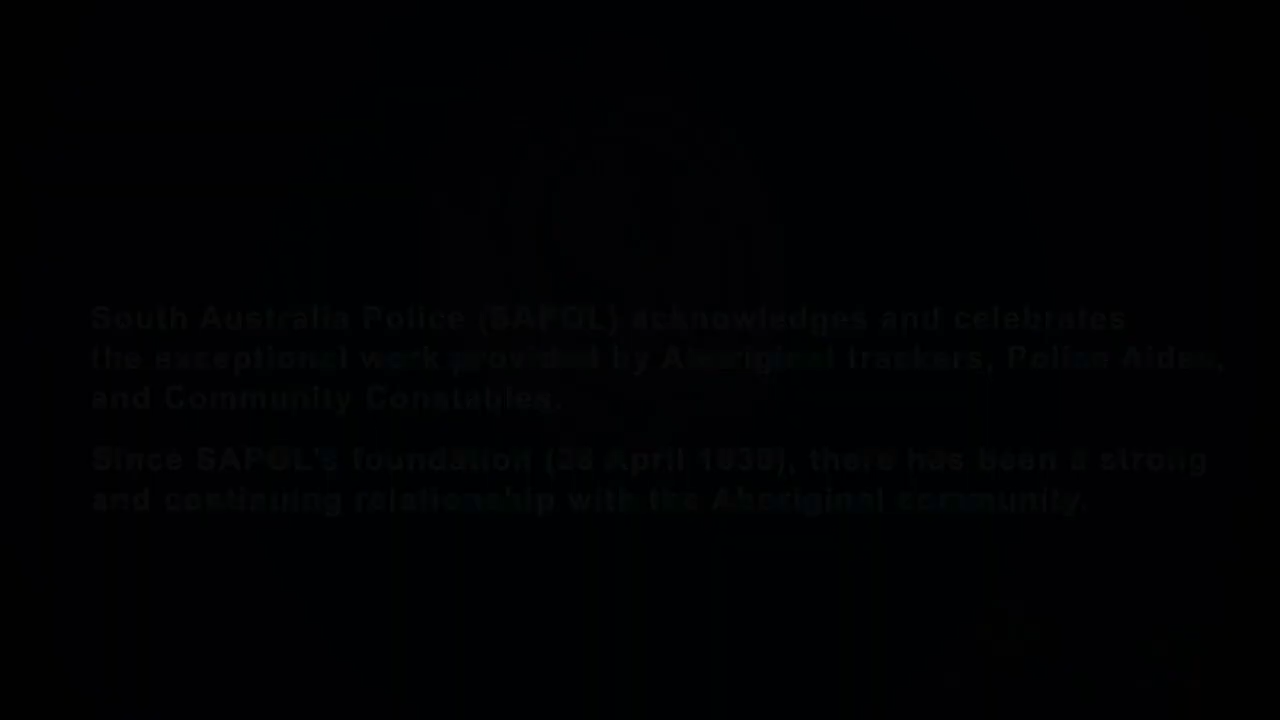 South Australia Police (SAPOL) acknowledges and celebrates
the exceptional work provided by Aboriginal trackers, Police Aides,
and Community Constables.
Since SAPOL's foundation (28 April 1838), there has been a strong
and continuing relationship with the Aboriginal community.